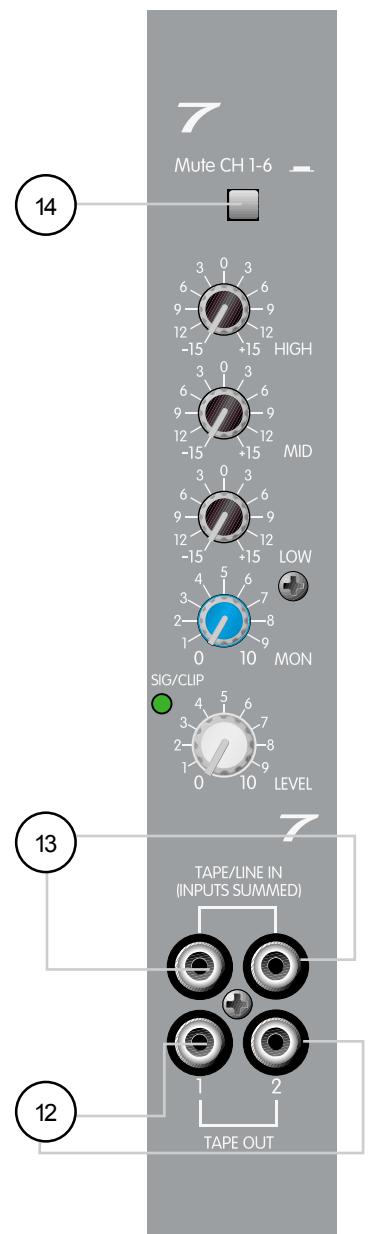 7
Mute CH 1-6
14
3 0 3
6 6
9 9
12 12
-15 +15 HIGH
3 0 3
6 6
9 9
12 12
-15 +15 MID
3 0 3
6 6
9 9
12 12
-15 +15 LOW
4 5 6
3 7
2 8
1 9
0 10 MON
SIG/CLIP
4 5 6
3 7
2 8
1 9
0 10 LEVEL
7
13
TAPE/LINE IN
(INPUTS SUMMED)
12
1 2
TAPE OUT